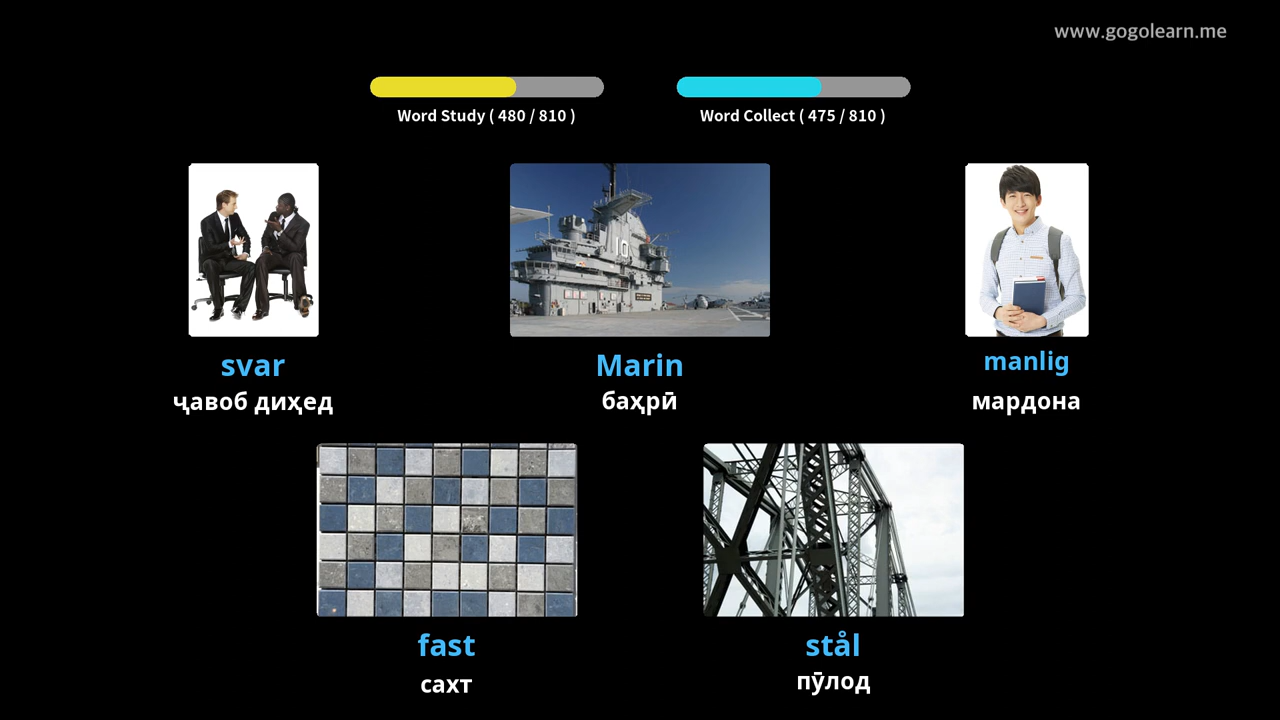 www.gogolearn.me
Word Study ( 480 / 810 )
Word Collect ( 475 / 810 )
svar
ҷавоб диҳед
Marin
баҳрӣ
manlig
мардона
fast
сахт
stål
пӯлод